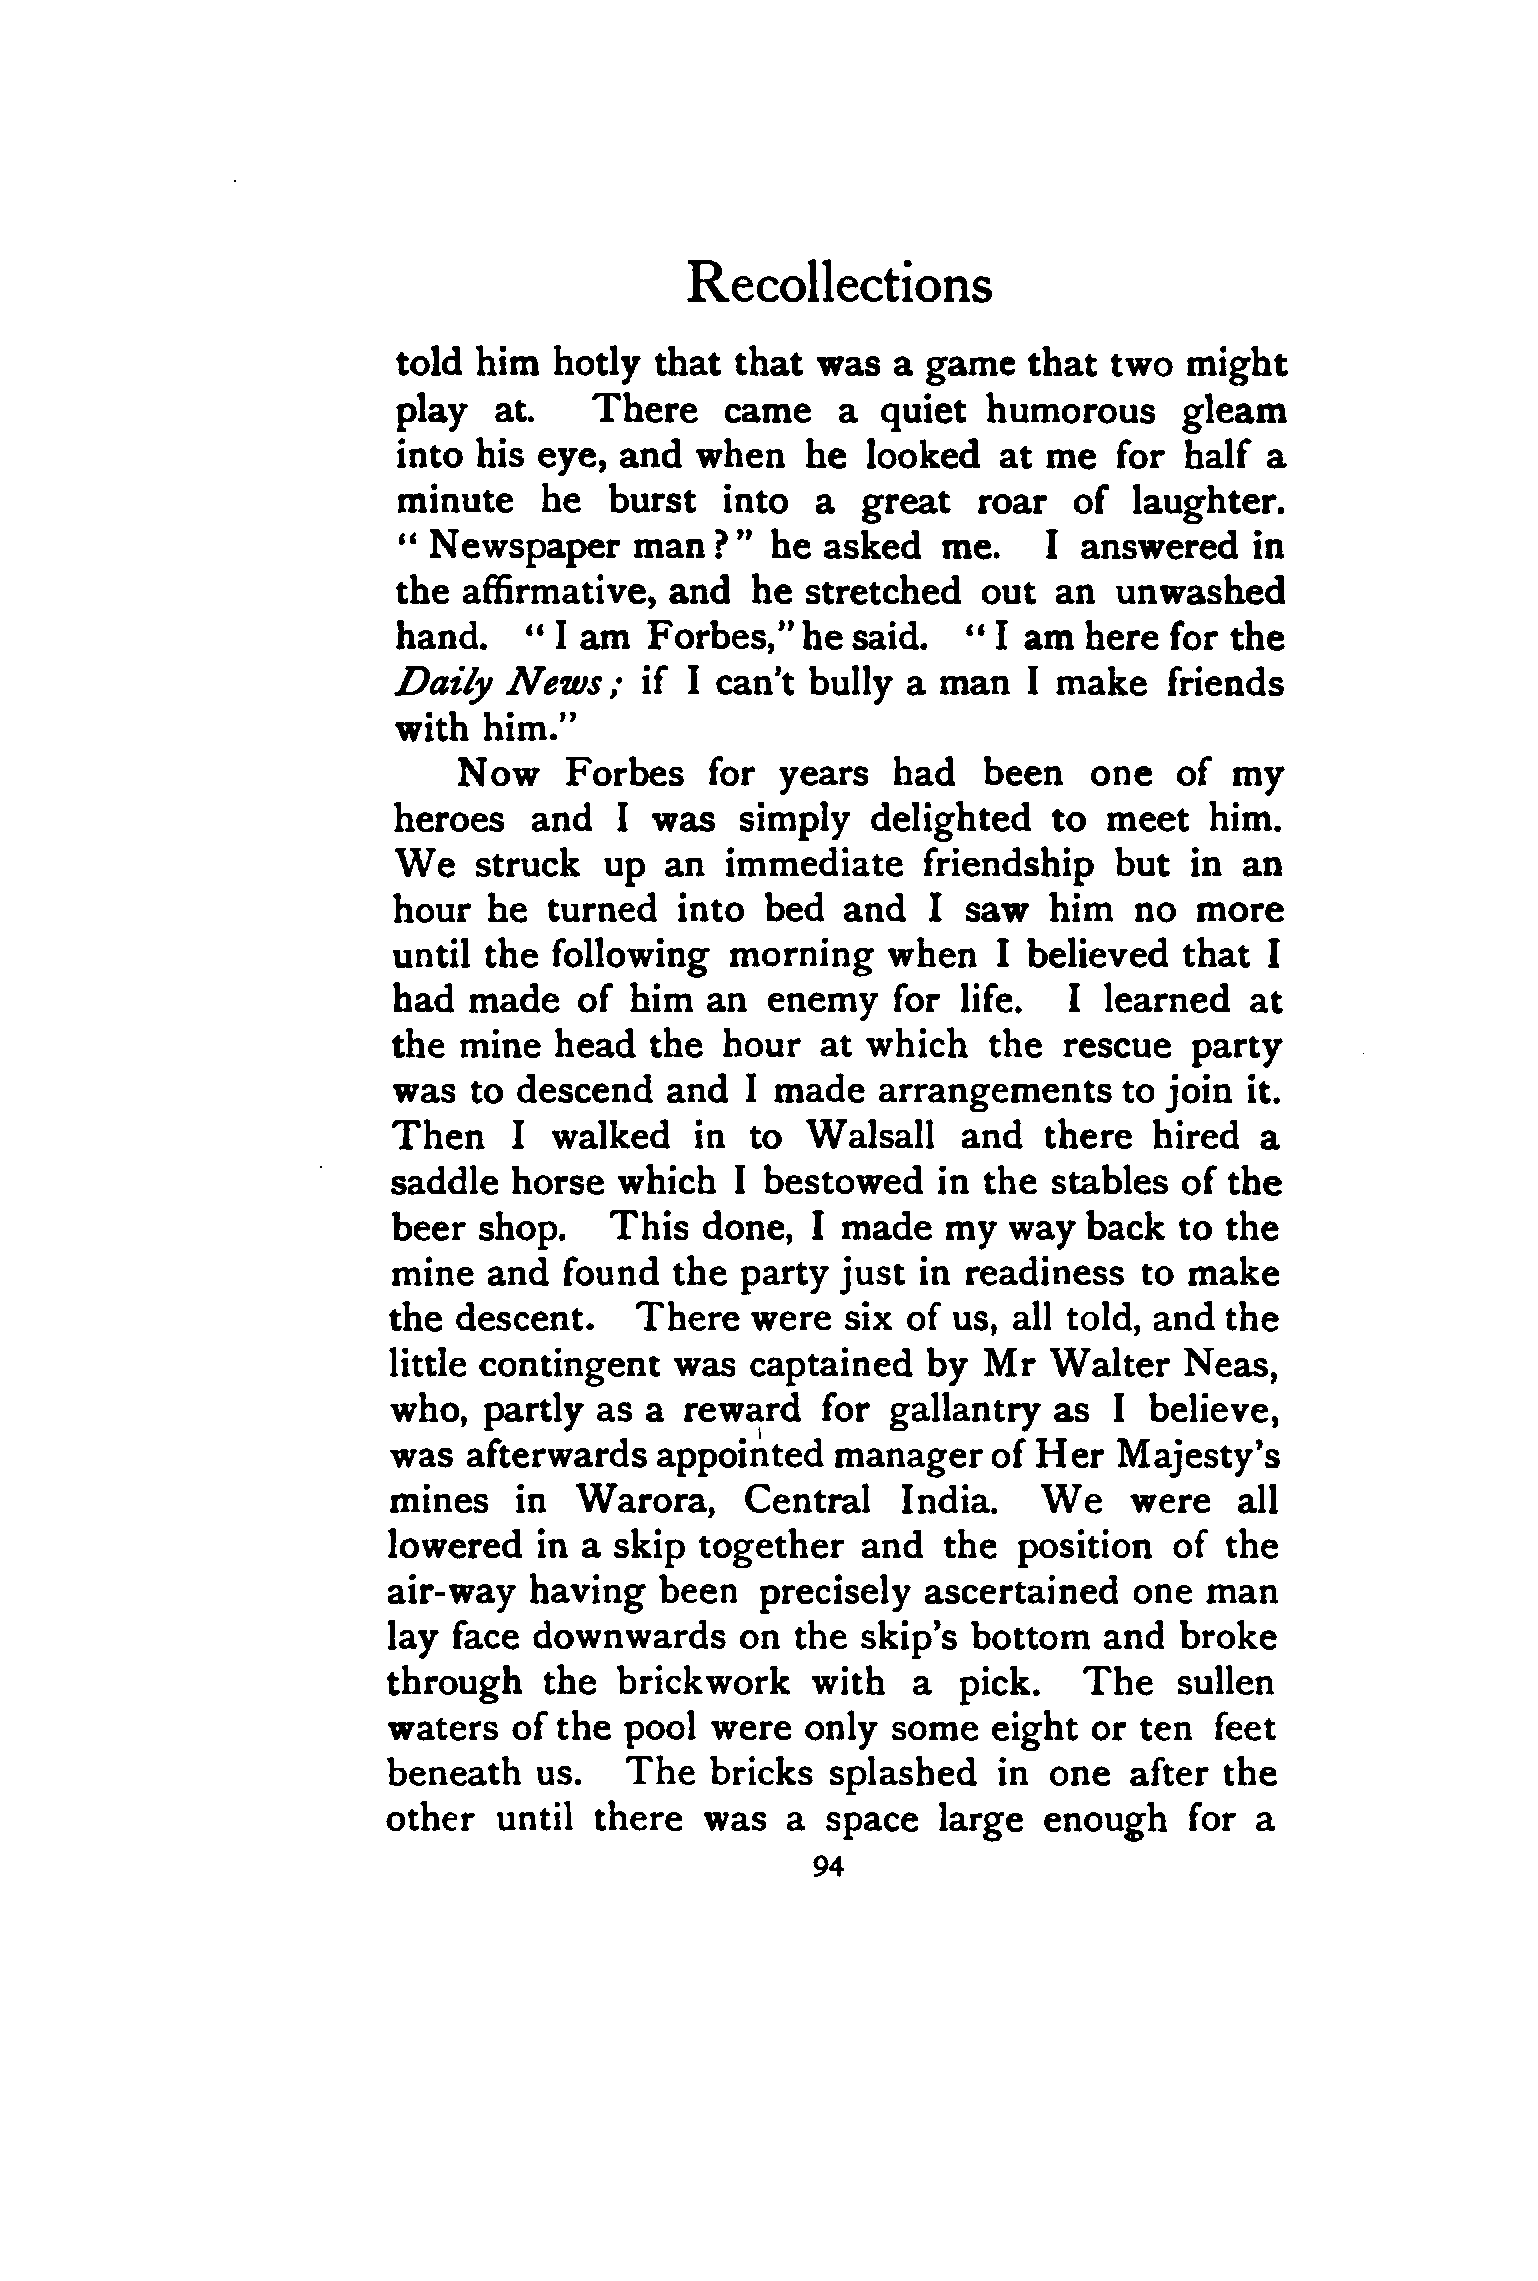 Recollections
told him hotly that that was a game that two might
play at. There came a quiet humorous gleam
into his eye, and when he looked at me for half a
minute he burst into a great roar of laughter.
“Newspaper man?” he asked me. I answered in
the affirmative, and he stretched out an unwashed
hand. “I am Forbes,” he said. “I am here for the
Daily News; if I can't bully a man I make friends
with him.”
Now Forbes for years had been one of my
heroes and I was simply delighted to meet him.
We struck up an immediate friendship but in an
hour he turned into bed and I saw him no more
until the following morning when I believed that I
had made of him an enemy for life. I learned at
the mine head the hour at which the rescue party
was to descend and I made arrangements to join it.
Then I walked in to Walsall and there hired a
saddle horse which I bestowed in the stables of the
beer shop. This done, I made my way back to the
mine and found the party just in readiness to make
the descent. There were six of us, all told, and the
little contingent was captained by Mr Walter Neas,
who, partly as a reward for gallantry as I believe,
was afterwards appointed manager of Her Majesty's
mines in Warora, Central India. We were all
lowered in a skip together and the position of the
air-way having been precisely ascertained one man
lay face downwards on the skip's bottom and broke
through the brickwork with a pick. The sullen
waters of the pool were only some eight or ten feet
beneath us. The bricks splashed in one after the
other until there was a space large enough for a
94